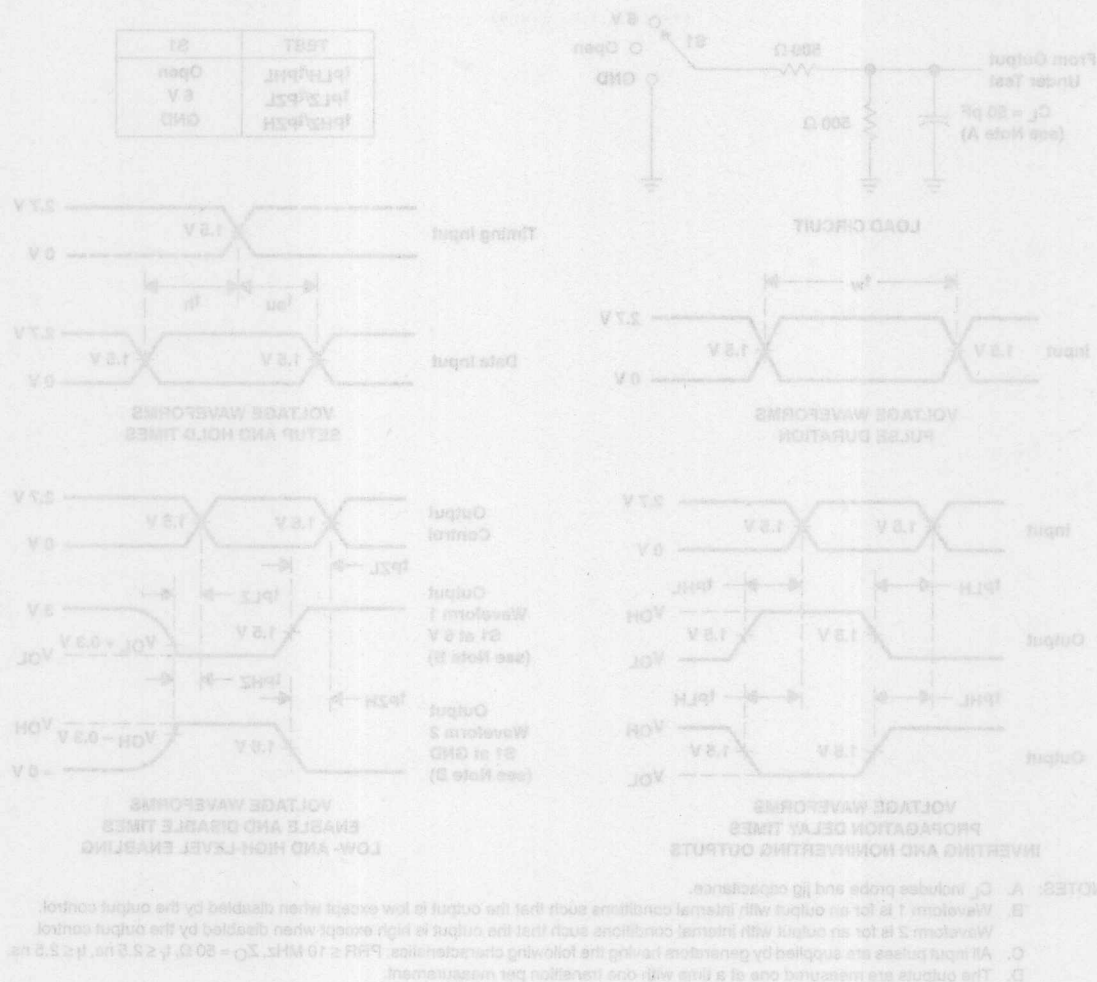 From Output
Under Test
CL = 50 pF
(see Note A)
500 Ω
500 Ω
S1
6 V
Open
GND
LOAD CIRCUIT
TEST S1
tPLH/tPHL Open
tPLZ/tPZL 6 V
tPHZ/tPZH GND
Timing Input
1.5 V
2.7 V
0 V
tsu
th
Data Input
1.5 V
1.5 V
2.7 V
0 V
VOLTAGE WAVEFORMS
SETUP AND HOLD TIMES
tw
Input
1.5 V
1.5 V
2.7 V
0 V
VOLTAGE WAVEFORMS
PULSE DURATION
Input
1.5 V
1.5 V
2.7 V
0 V
tPLH
tPHL
Output
1.5 V
1.5 V
VOH
VOL
tPHL
tPLH
Output
1.5 V
1.5 V
VOH
VOL
VOLTAGE WAVEFORMS
PROPAGATION DELAY TIMES
INVERTING AND NONINVERTING OUTPUTS
Output
Control
1.5 V
1.5 V
2.7 V
0 V
tPZL
tPLZ
Output
Waveform 1
S1 at 6 V
(see Note B)
1.5 V
VOL + 0.3 V
3 V
VOL
tPZH
tPHZ
Output
Waveform 2
S1 at GND
(see Note B)
1.5 V
VOH – 0.3 V
VOH
≈ 0 V
VOLTAGE WAVEFORMS
ENABLE AND DISABLE TIMES
LOW- AND HIGH-LEVEL ENABLING
NOTES: A. CL includes probe and jig capacitance.
B. Waveform 1 is for an output with internal conditions such that the output is low except when disabled by the output control.
Waveform 2 is for an output with internal conditions such that the output is high except when disabled by the output control.
C. All input pulses are supplied by generators having the following characteristics: PRR ≤ 10 MHz, ZO = 50 Ω, tr ≤ 2.5 ns, tf ≤ 2.5 ns.
D. The outputs are measured one at a time with one transition per measurement.